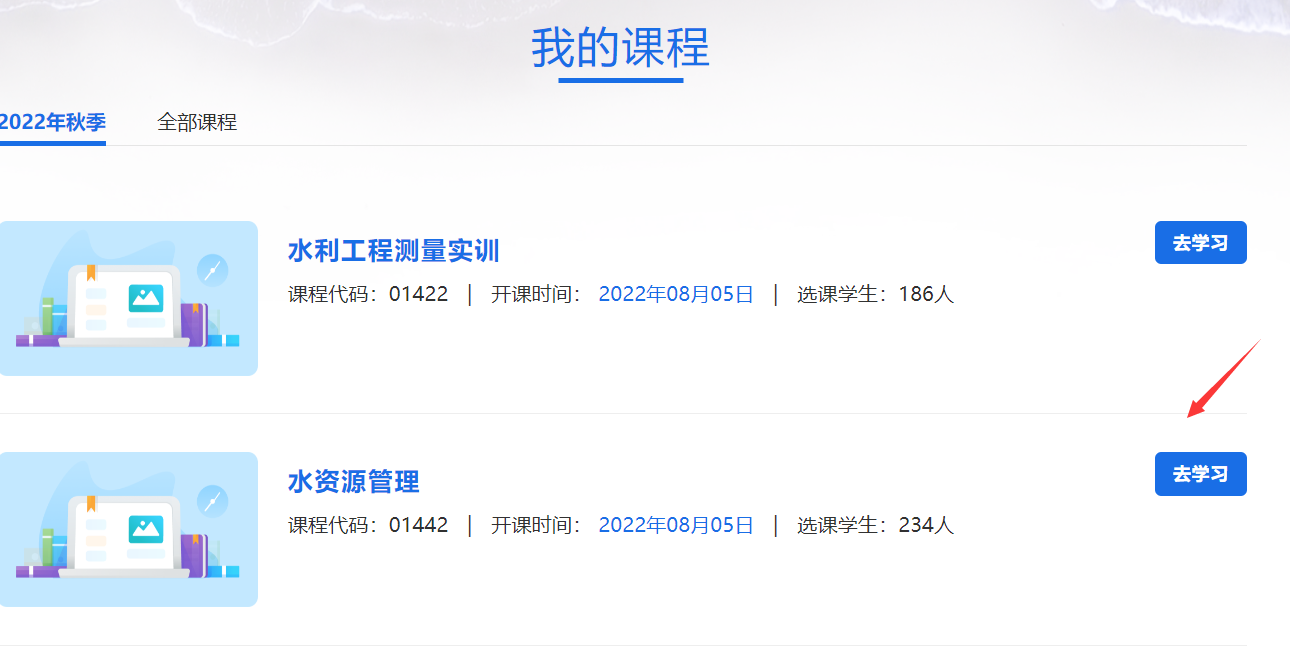 我的课程
2022年秋季 全部课程
水利工程测量实训
去学习
课程代码：01422 | 开课时间： 2022年08月05日 | 选课学生：186人
水资源管理
去学习
课程代码：01442 | 开课时间： 2022年08月05日 | 选课学生：234人